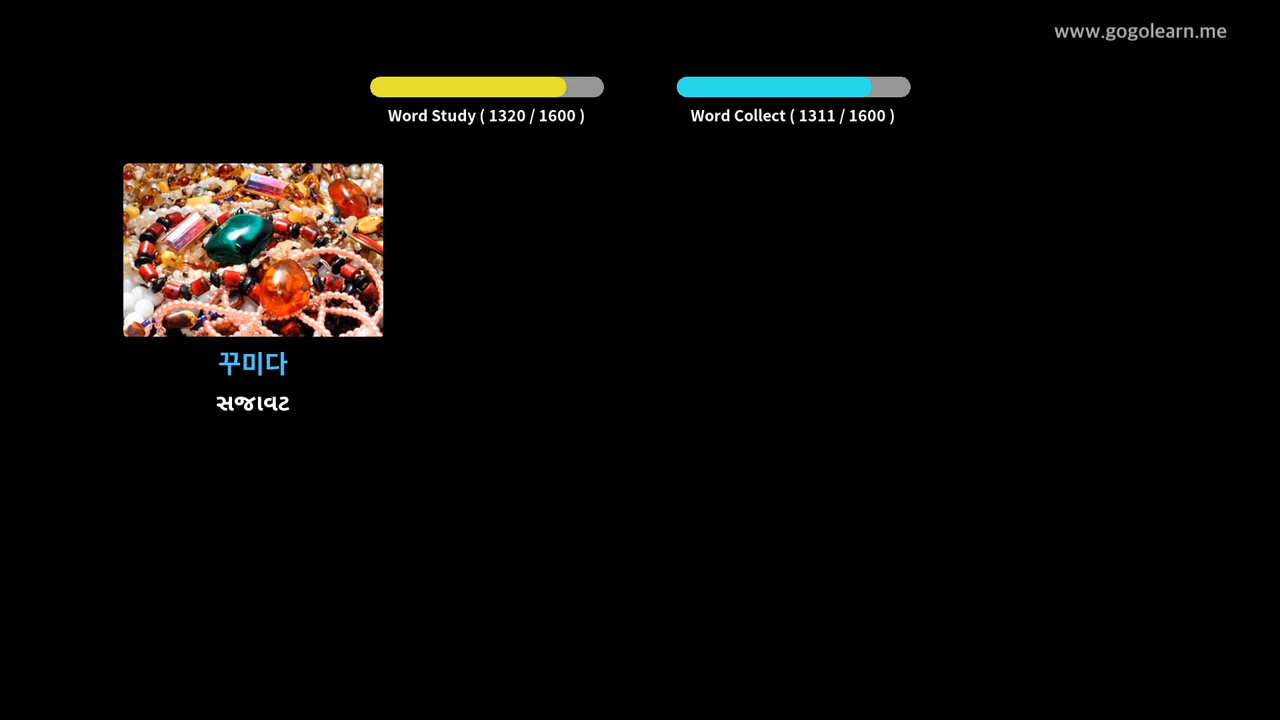 www.gogolearn.me
Word Study ( 1320 / 1600 )
Word Collect ( 1311 / 1600 )
꾸미다
સજાવટ